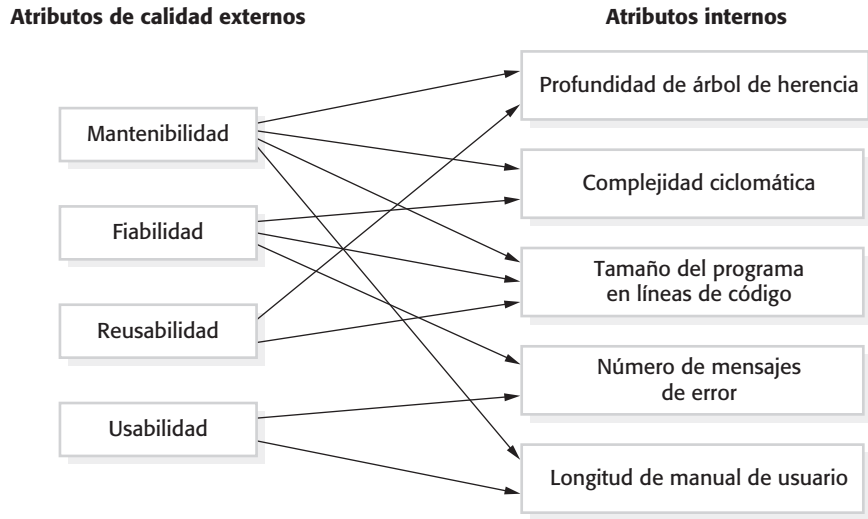 Atributos de calidad externos
Atributos internos
Mantenibilidad
Fiabilidad
Reusabilidad
Usabilidad
Profundidad de árbol de herencia
Complejidad ciclomática
Tamaño del programa
en líneas de código
Número de mensajes
de error
Longitud de manual de usuario